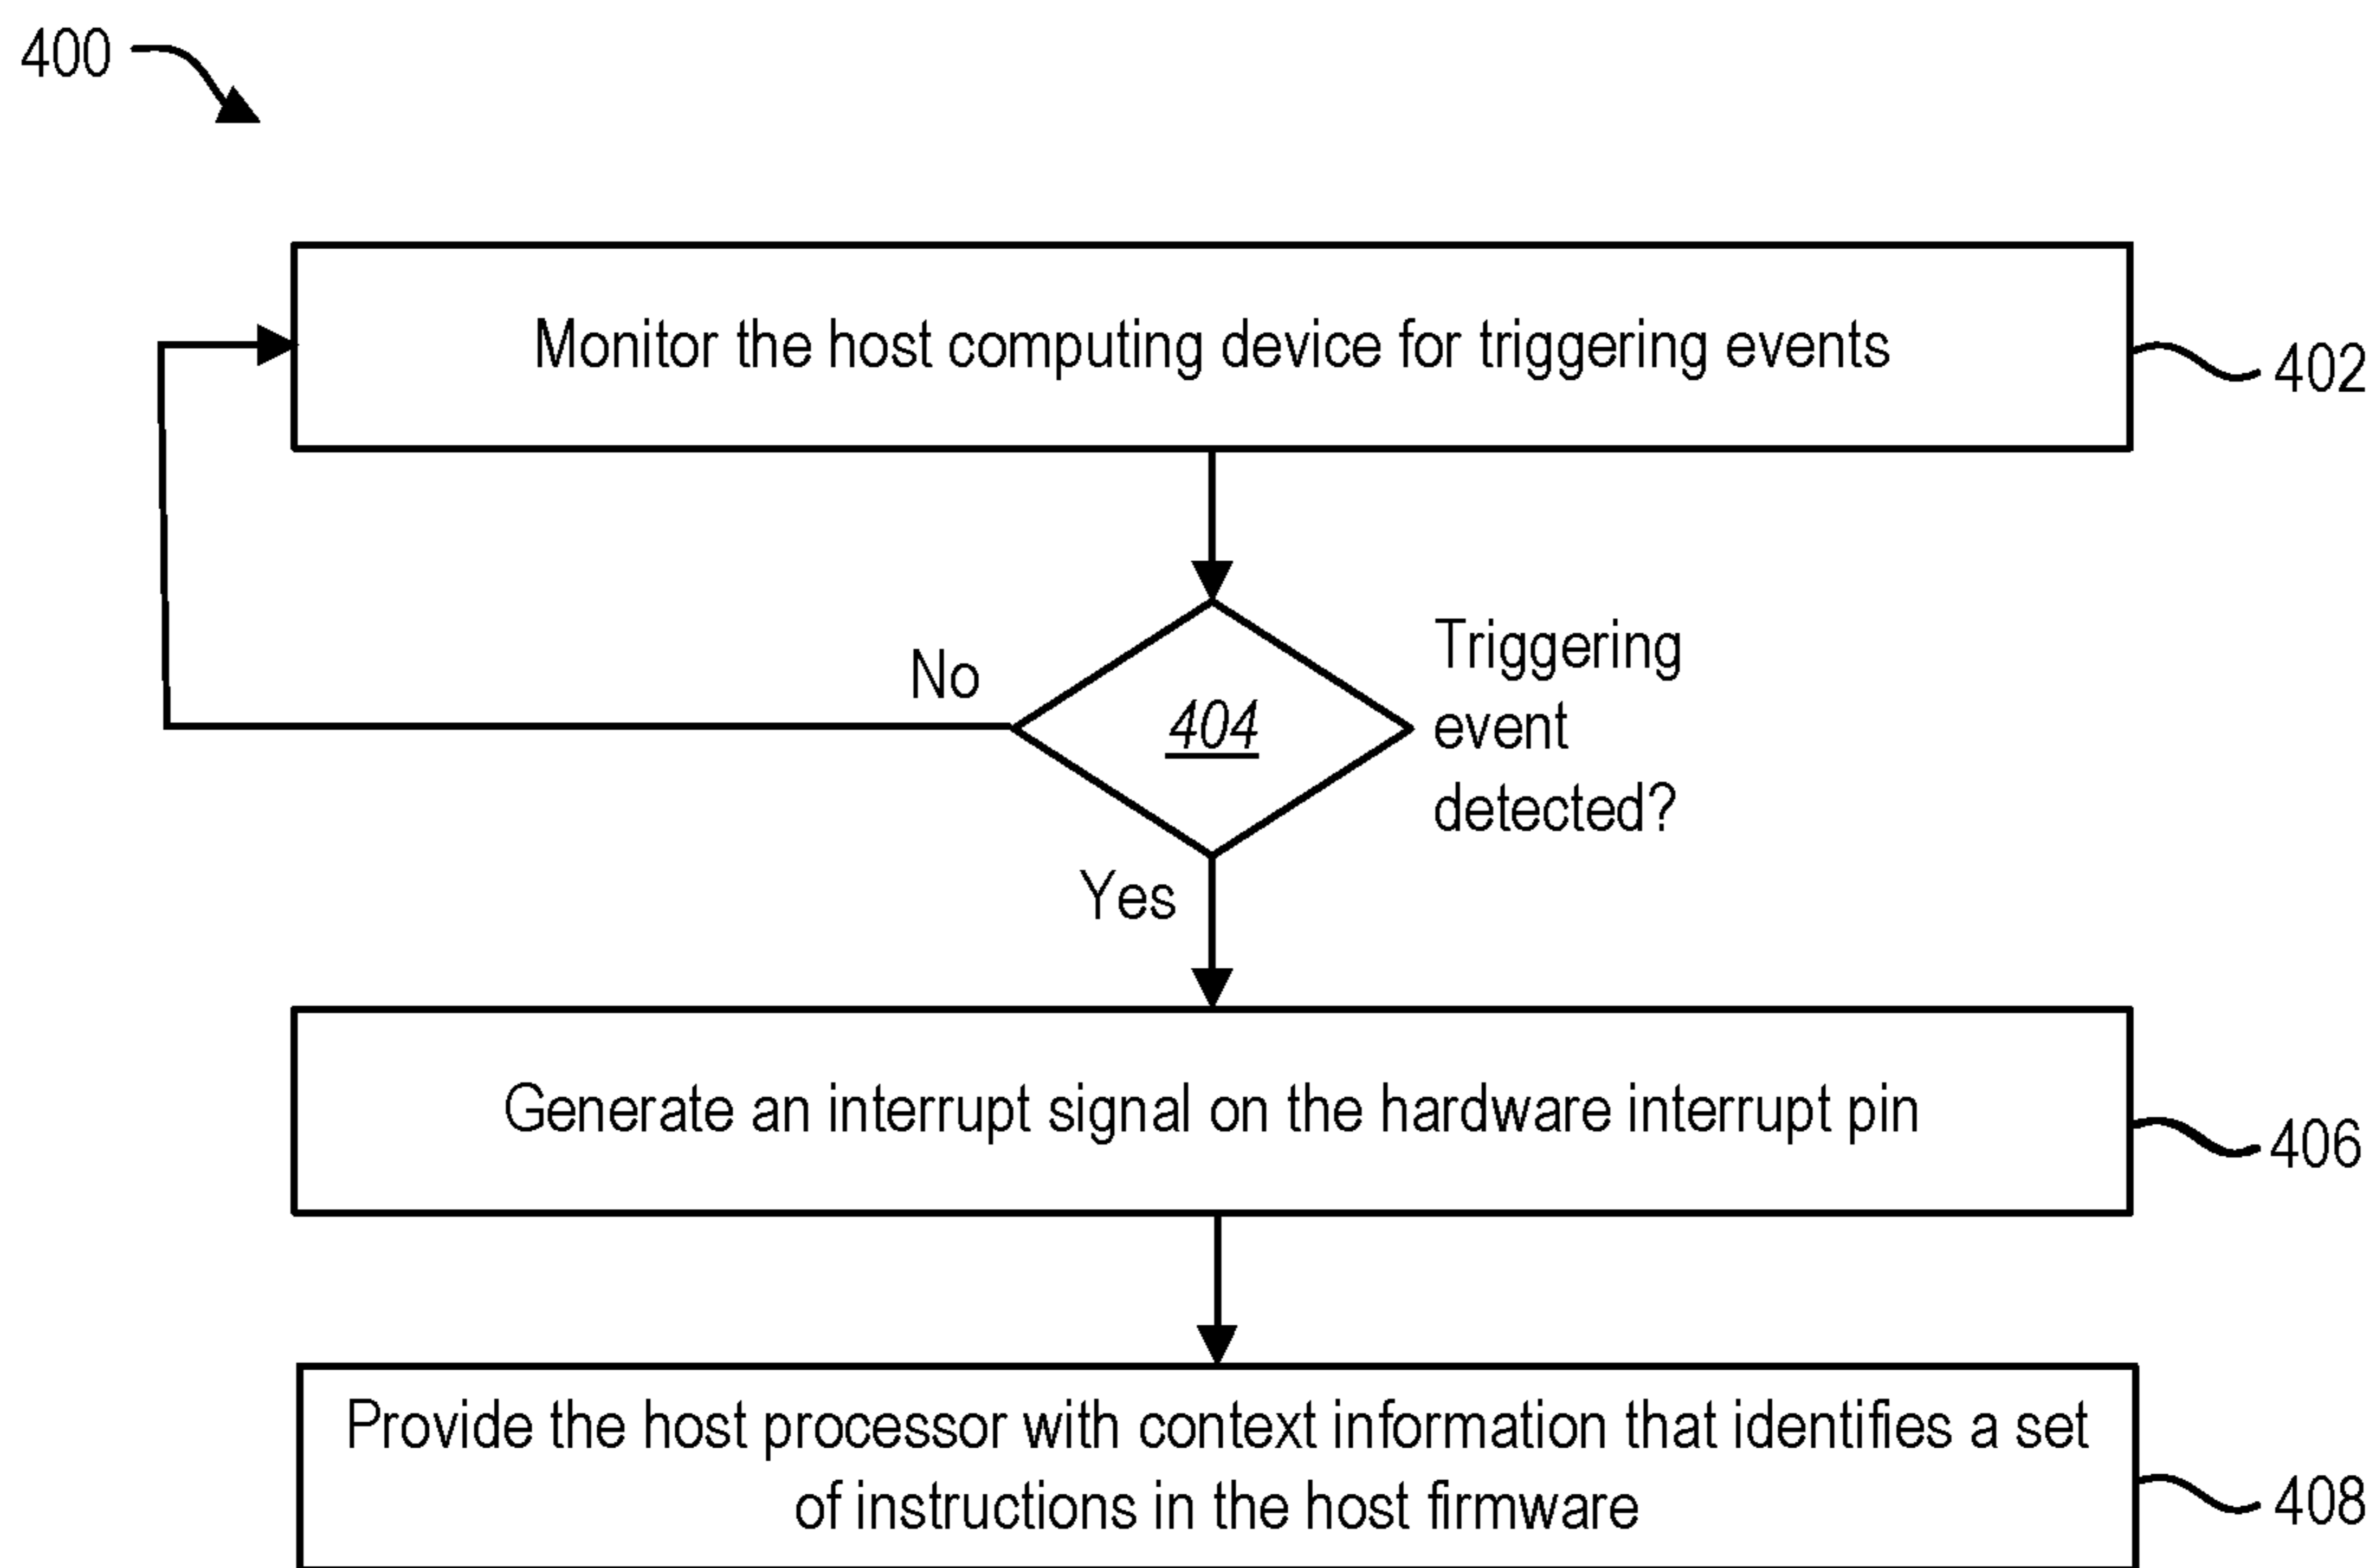 400
Monitor the host computing device for triggering events
402
No
404
Triggering
event
detected?
Yes
Generate an interrupt signal on the hardware interrupt pin
406
Provide the host processor with context information that identifies a set
of instructions in the host firmware
408